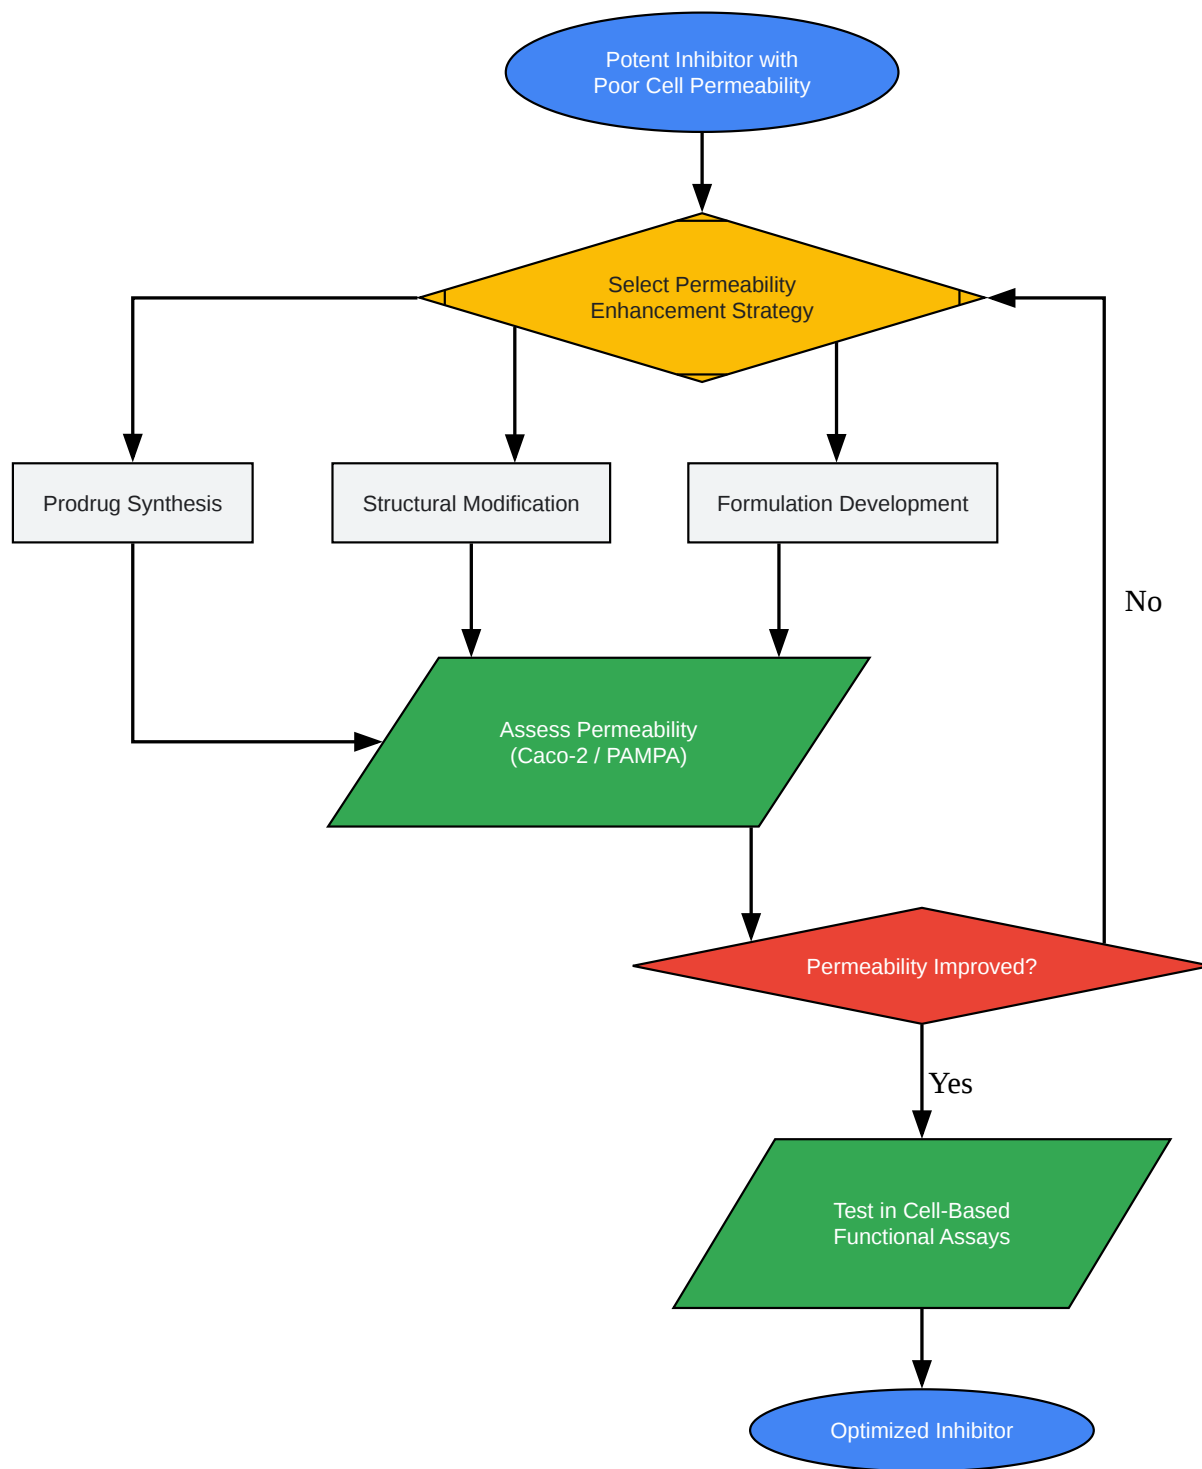 Potent Inhibitor with
Poor Cell Permeability
Select Permeability
Enhancement Strategy
Prodrug Synthesis
Structural Modification
Formulation Development
No
Assess Permeability
(Caco-2 / PAMPA)
Permeability Improved?
Yes
Test in Cell-Based
Functional Assays
Optimized Inhibitor